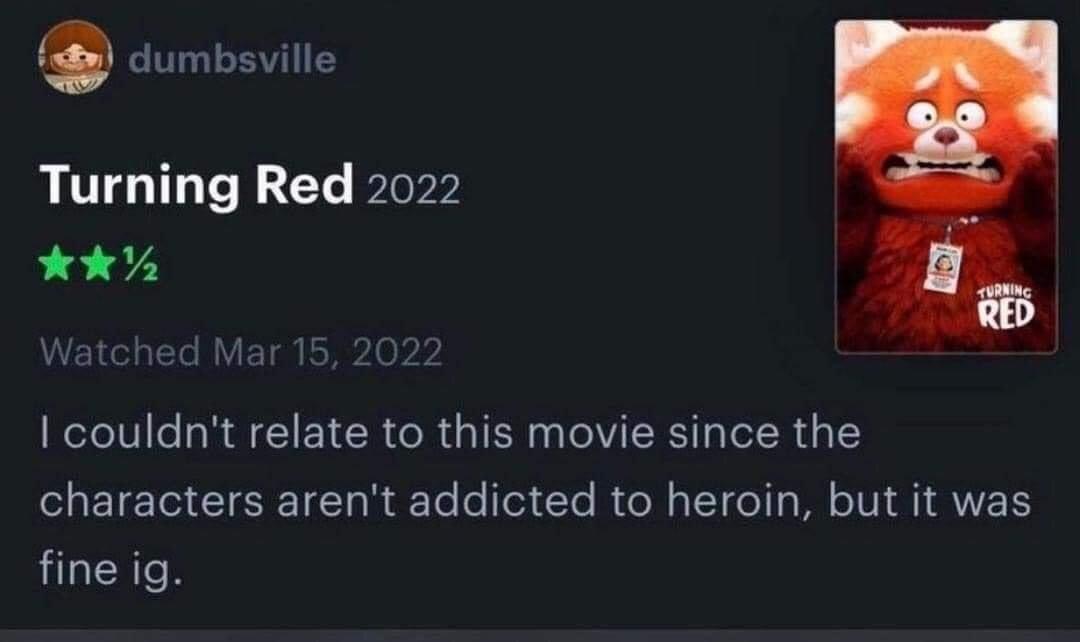 dumbsville
Turning Red 2022
★★½
Watched Mar 15, 2022
I couldn't relate to this movie since the
characters aren't addicted to heroin, but it was
fine ig.
TURNING
RED